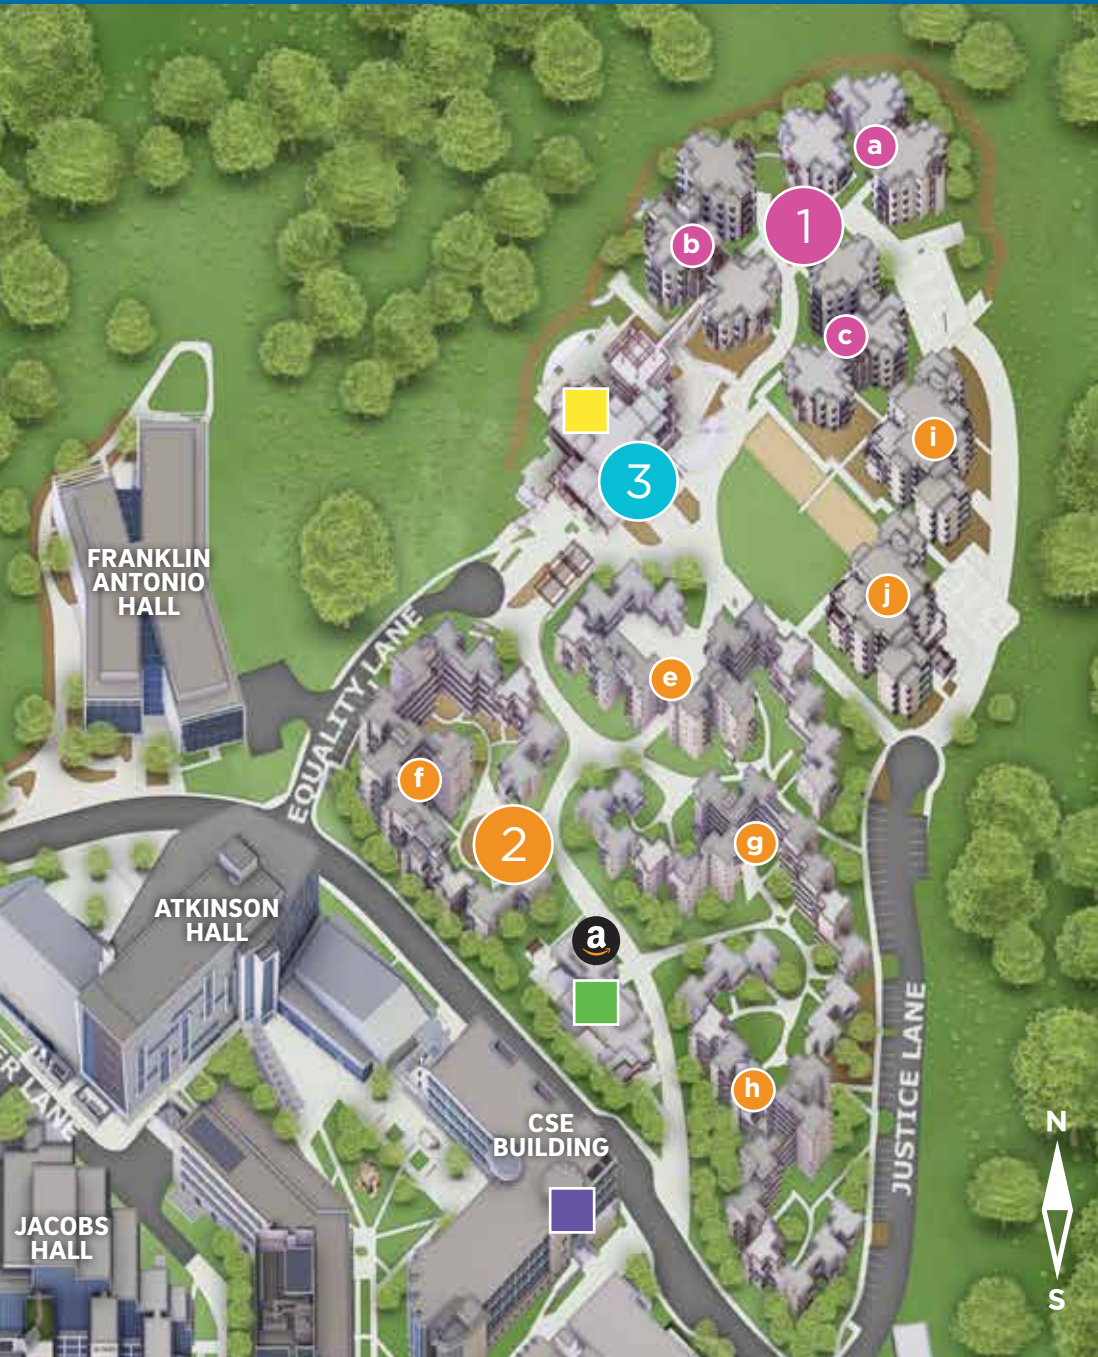 a
1
b
c
i
3
FRANKLIN
ANTONIO
HALL
j
EQUALITY LANE
e
f
2
g
ATKINSON
HALL
a
JUSTICE LANE
h
CSE
BUILDING
N
JACOBS
HALL
S